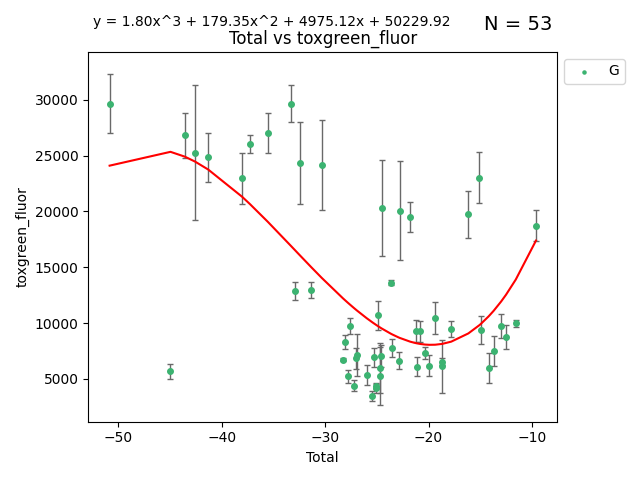 y = 1.80x^3 + 179.35x^2 + 4975.12x + 50229.92
N = 53
Total vs toxgreen_fluor
G
30000
25000
20000
15000
10000
5000
toxgreen_fluor
−50 −40 −30 −20 −10
Total